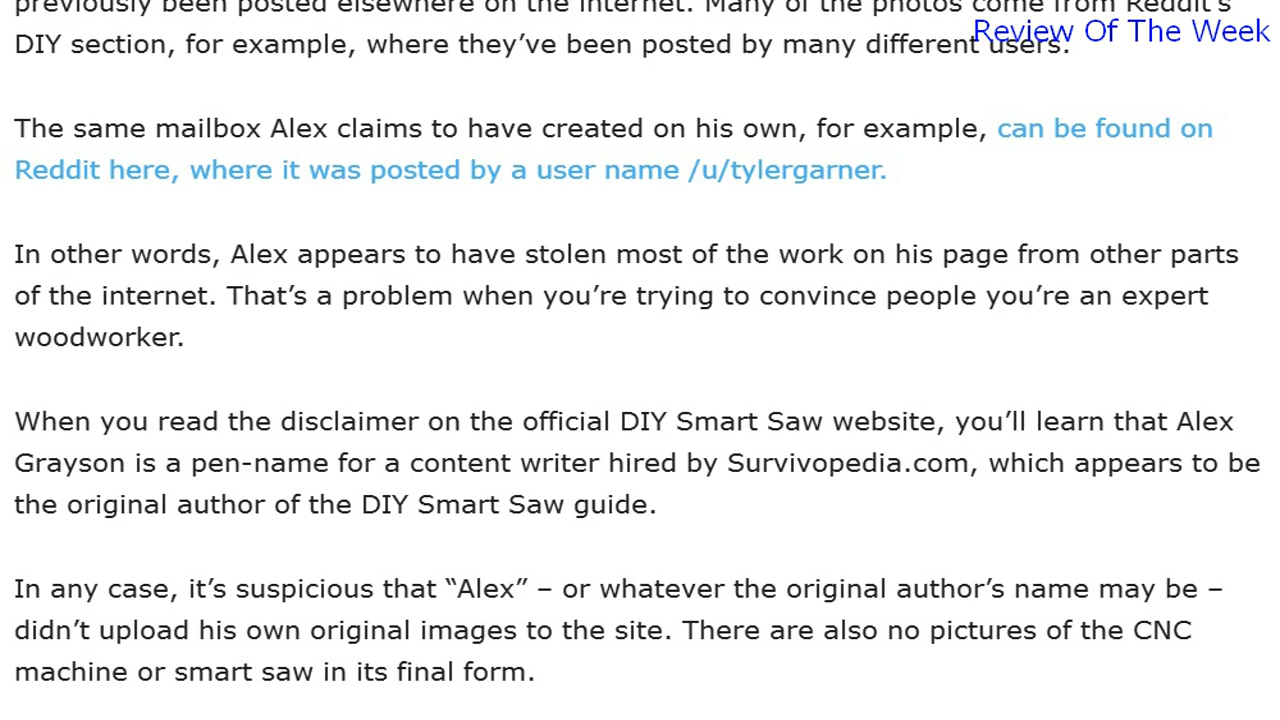 previously been posted elsewhere on the internet. Many of the photos come from Reddit's
Review Of The Week
DIY section, for example, where they've been posted by many different users.
The same mailbox Alex claims to have created on his own, for example, can be found on
Reddit here, where it was posted by a user name /u/tylergarner.
In other words, Alex appears to have stolen most of the work on his page from other parts
of the internet. That’s a problem when you’re trying to convince people you’re an expert
woodworker.
When you read the disclaimer on the official DIY Smart Saw website, you’ll learn that Alex
Grayson is a pen-name for a content writer hired by Survivopedia.com, which appears to be
the original author of the DIY Smart Saw guide.
In any case, it’s suspicious that “Alex” – or whatever the original author’s name may be –
didn’t upload his own original images to the site. There are also no pictures of the CNC
machine or smart saw in its final form.